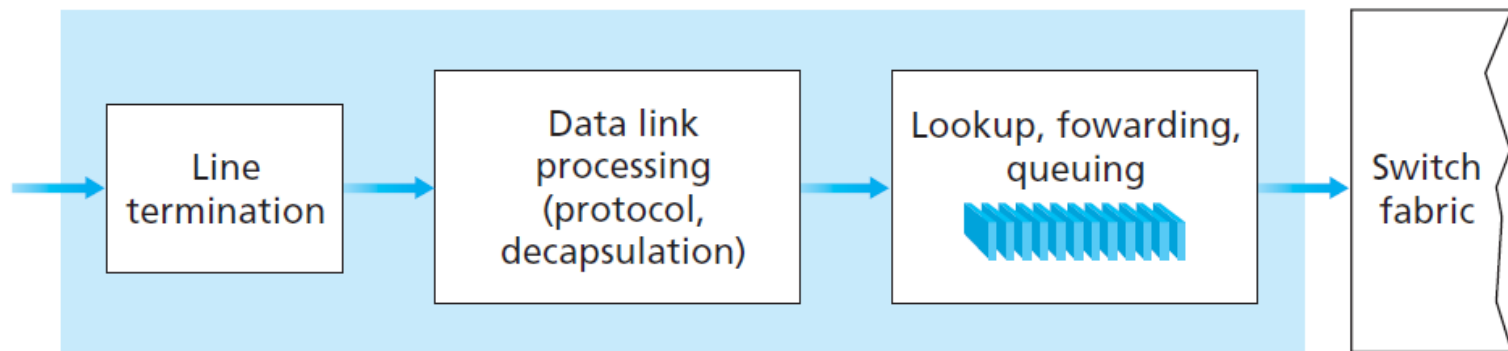 Line
termination
Data link
processing
(protocol,
decapsulation)
Lookup, fowarding,
queuing
Switch
fabric